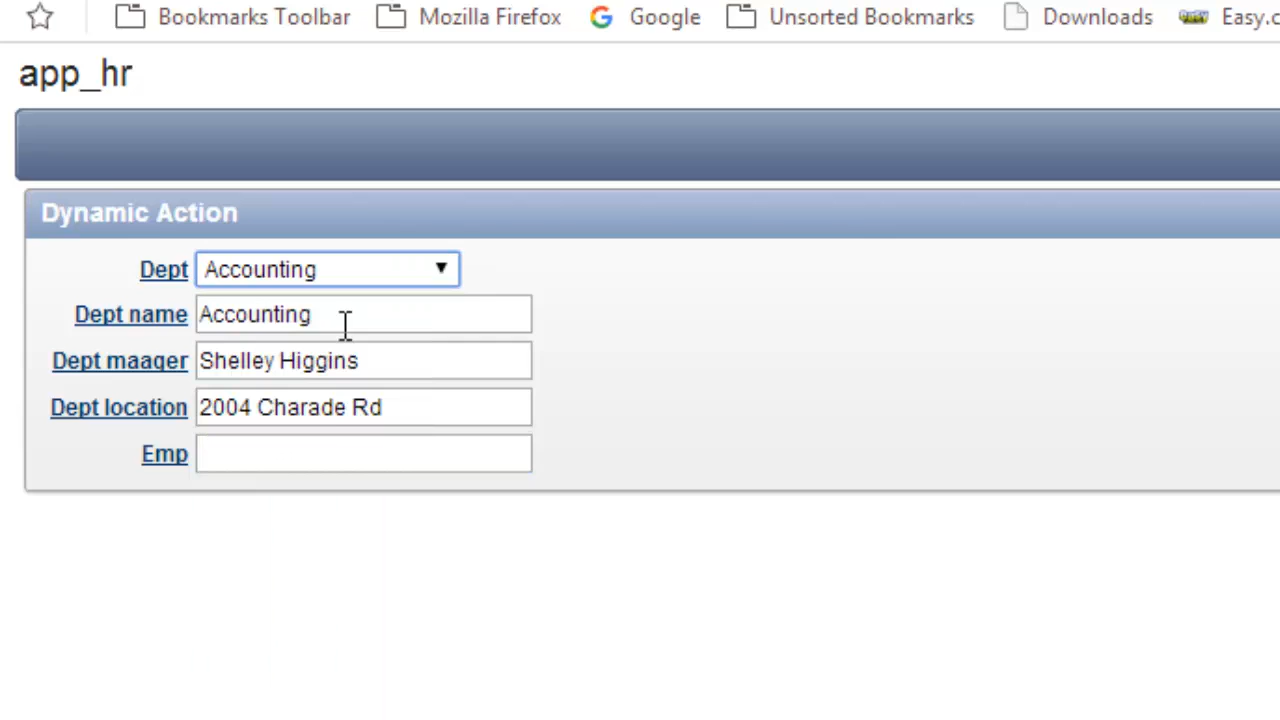 Bookmarks Toolbar Mozilla Firefox Google Unsorted Bookmarks Downloads Easy.c
app_hr
Dynamic Action
Dept Accounting
Dept name Accounting
Dept maager Shelley Higgins
Dept location 2004 Charade Rd
Emp